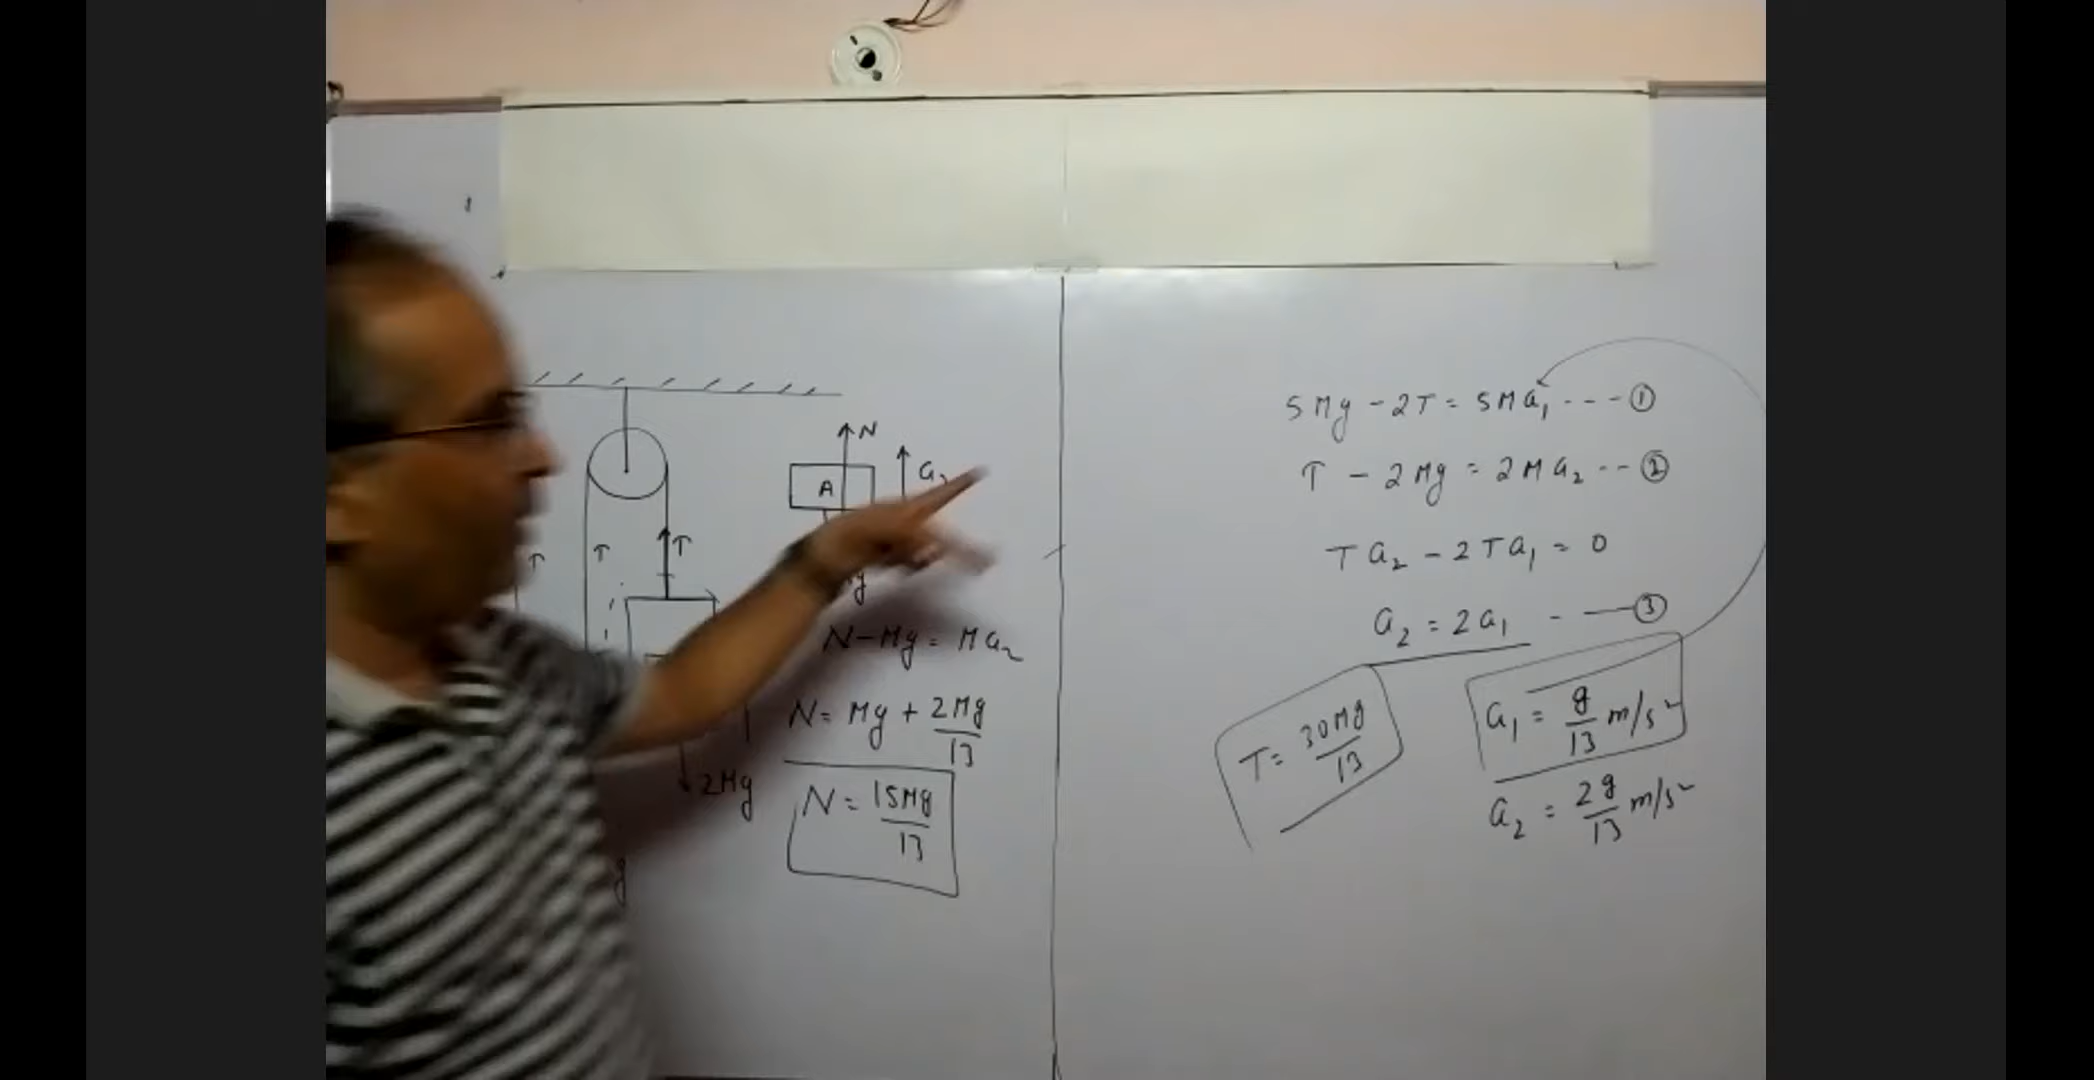 N
A
a₂
T
T
T
N - Mg = Ma₂
N = Mg + 2Mg/13
2Mg
N = 15Mg/13
g
5Mg - 2T = 5Ma₁ ---- ①
T - 2Mg = 2Ma₂ --- ②
Ta₂ - 2Ta₁ = 0
a₂ = 2a₁ - — ③
T = 30Mg/13
a₁ = g/13 m/s²
a₂ = 2g/13 m/s²